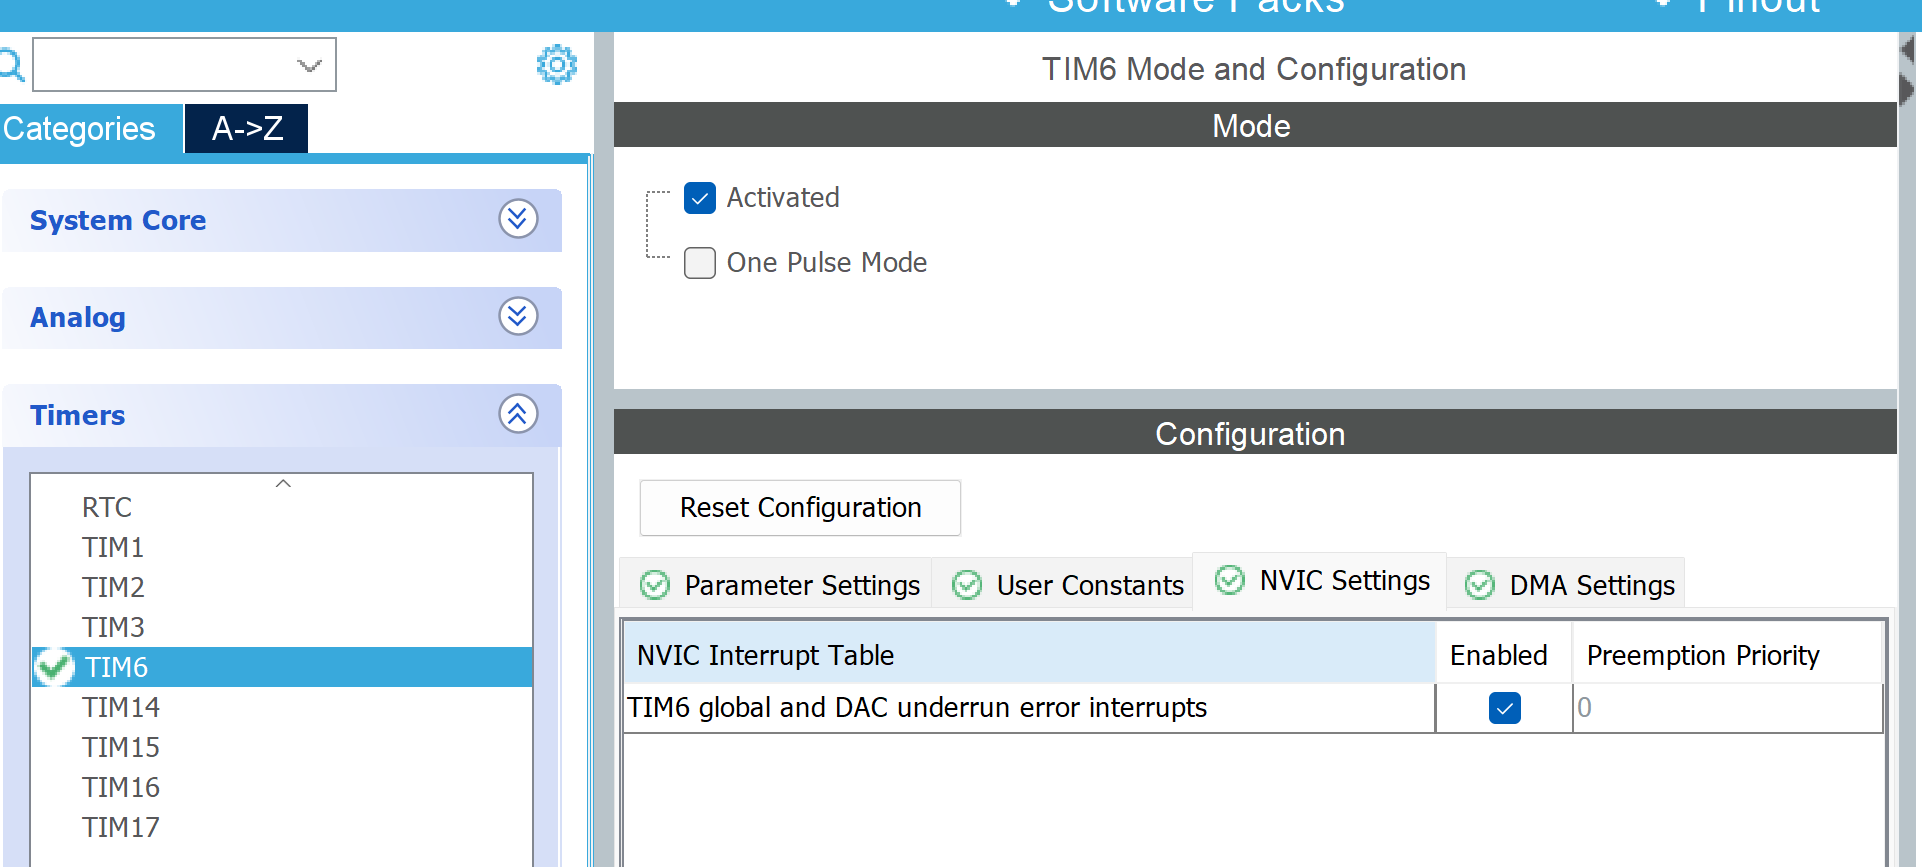 Software Packs
Pinout
Categories
A->Z
System Core
Analog
Timers
RTC
TIM1
TIM2
TIM3
TIM6
TIM14
TIM15
TIM16
TIM17
TIM6 Mode and Configuration
Mode
Activated
One Pulse Mode
Configuration
Reset Configuration
Parameter Settings
User Constants
NVIC Settings
DMA Settings
NVIC Interrupt Table
Enabled
Preemption Priority
TIM6 global and DAC underrun error interrupts
0